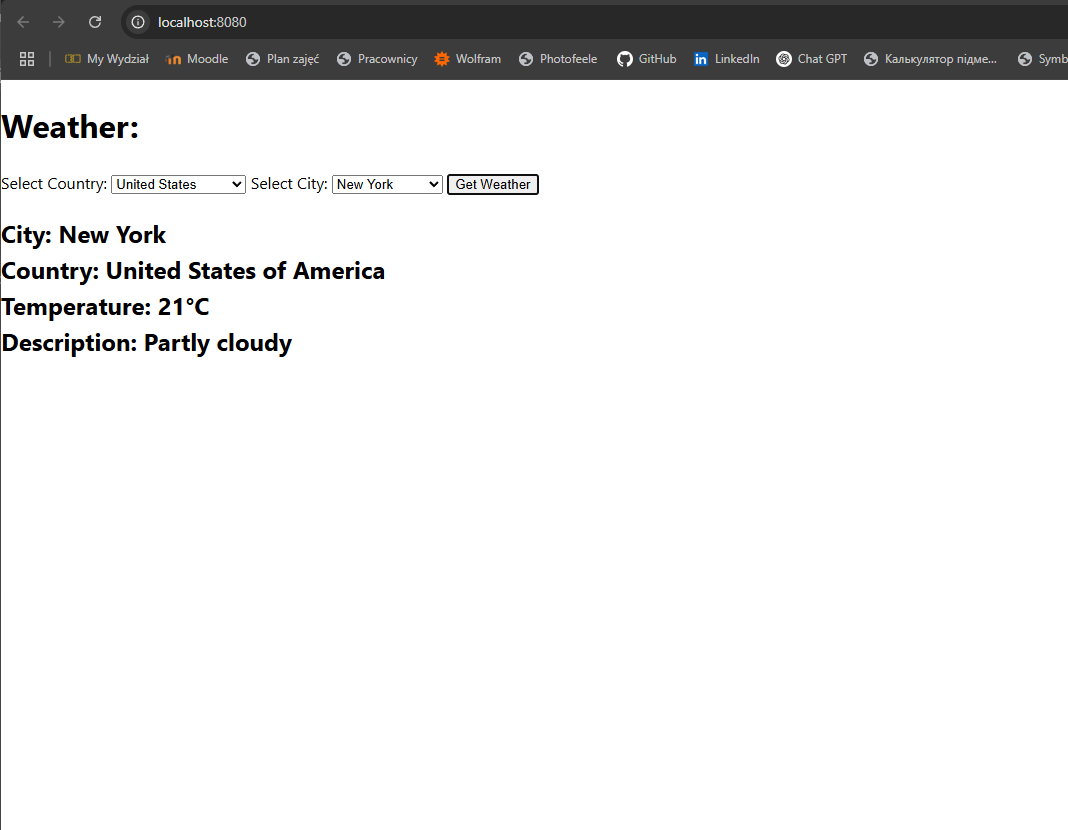 localhost:8080
My Wydział Moodle Plan zajęć Pracownicy Wolfram Photofeele GitHub LinkedIn Chat GPT Калькулятор підме... Symb
Weather:
Select Country: United States Select City: New York Get Weather
City: New York
Country: United States of America
Temperature: 21°C
Description: Partly cloudy